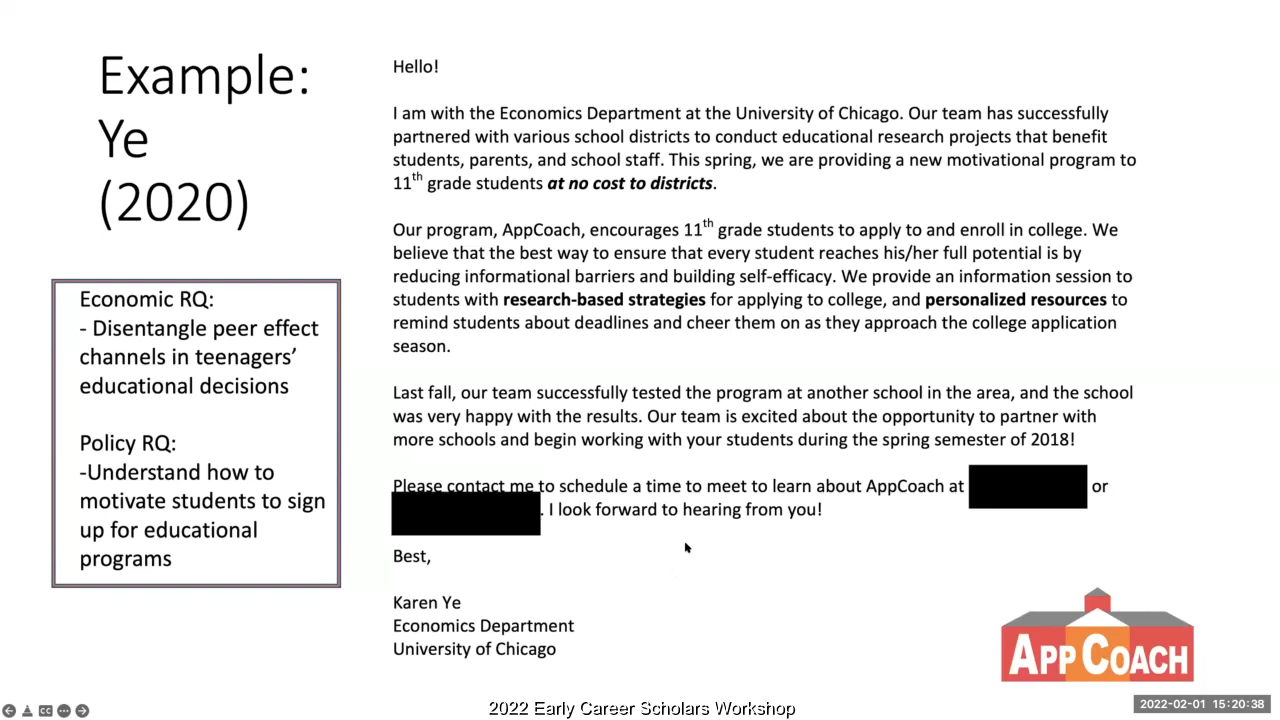 Example:
Ye
(2020)
Economic RQ:
- Disentangle peer effect
channels in teenagers’
educational decisions
Policy RQ:
-Understand how to
motivate students to sign
up for educational
programs
Hello!
I am with the Economics Department at the University of Chicago. Our team has successfully
partnered with various school districts to conduct educational research projects that benefit
students, parents, and school staff. This spring, we are providing a new motivational program to
11th grade students at no cost to districts.
Our program, AppCoach, encourages 11th grade students to apply to and enroll in college. We
believe that the best way to ensure that every student reaches his/her full potential is by
reducing informational barriers and building self-efficacy. We provide an information session to
students with research-based strategies for applying to college, and personalized resources to
remind students about deadlines and cheer them on as they approach the college application
season.
Last fall, our team successfully tested the program at another school in the area, and the school
was very happy with the results. Our team is excited about the opportunity to partner with
more schools and begin working with your students during the spring semester of 2018!
Please contact me to schedule a time to meet to learn about AppCoach at or
. I look forward to hearing from you!
Best,
Karen Ye
Economics Department
University of Chicago
APPCOACH
CC
2022 Early Career Scholars Workshop
2022-02-01 15:20:38